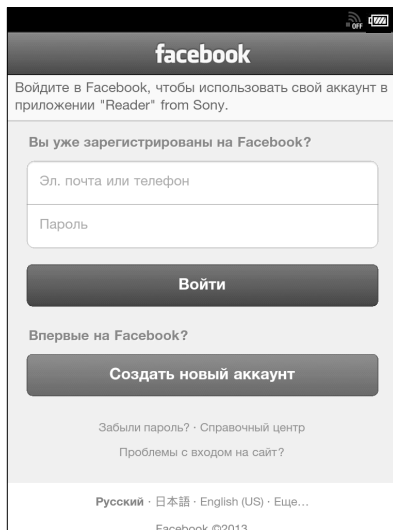 OFF
facebook
Войдите в Facebook, чтобы использовать свой аккаунт в
приложении "Reader" from Sony.
Вы уже зарегистрированы на Facebook?
Эл. почта или телефон
Пароль
Войти
Впервые на Facebook?
Создать новый аккаунт
Забыли пароль? · Справочный центр
Проблемы с входом на сайт?
Русский · 日本語 · English (US) · Еще...
Facebook ©2013